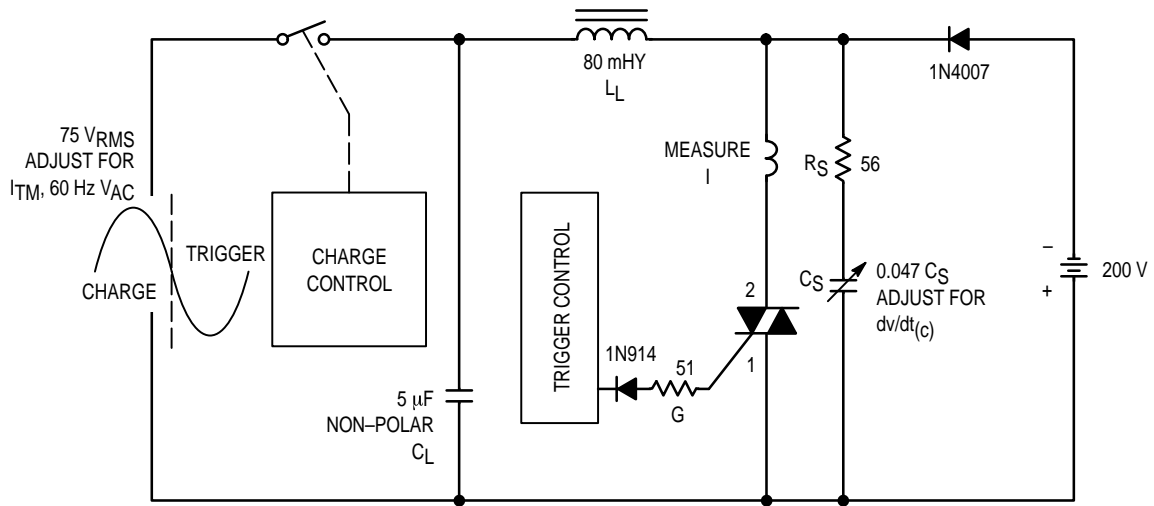 80 mHY
LL
1N4007
75 VRMS
ADJUST FOR
ITM, 60 Hz VAC
MEASURE
I
RS
56
CHARGE
TRIGGER
CHARGE
CONTROL
TRIGGER CONTROL
CS
0.047 CS
ADJUST FOR
dv/dt(c)
–
+
200 V
2
1
1N914
51
G
5 μF
NON–POLAR
CL